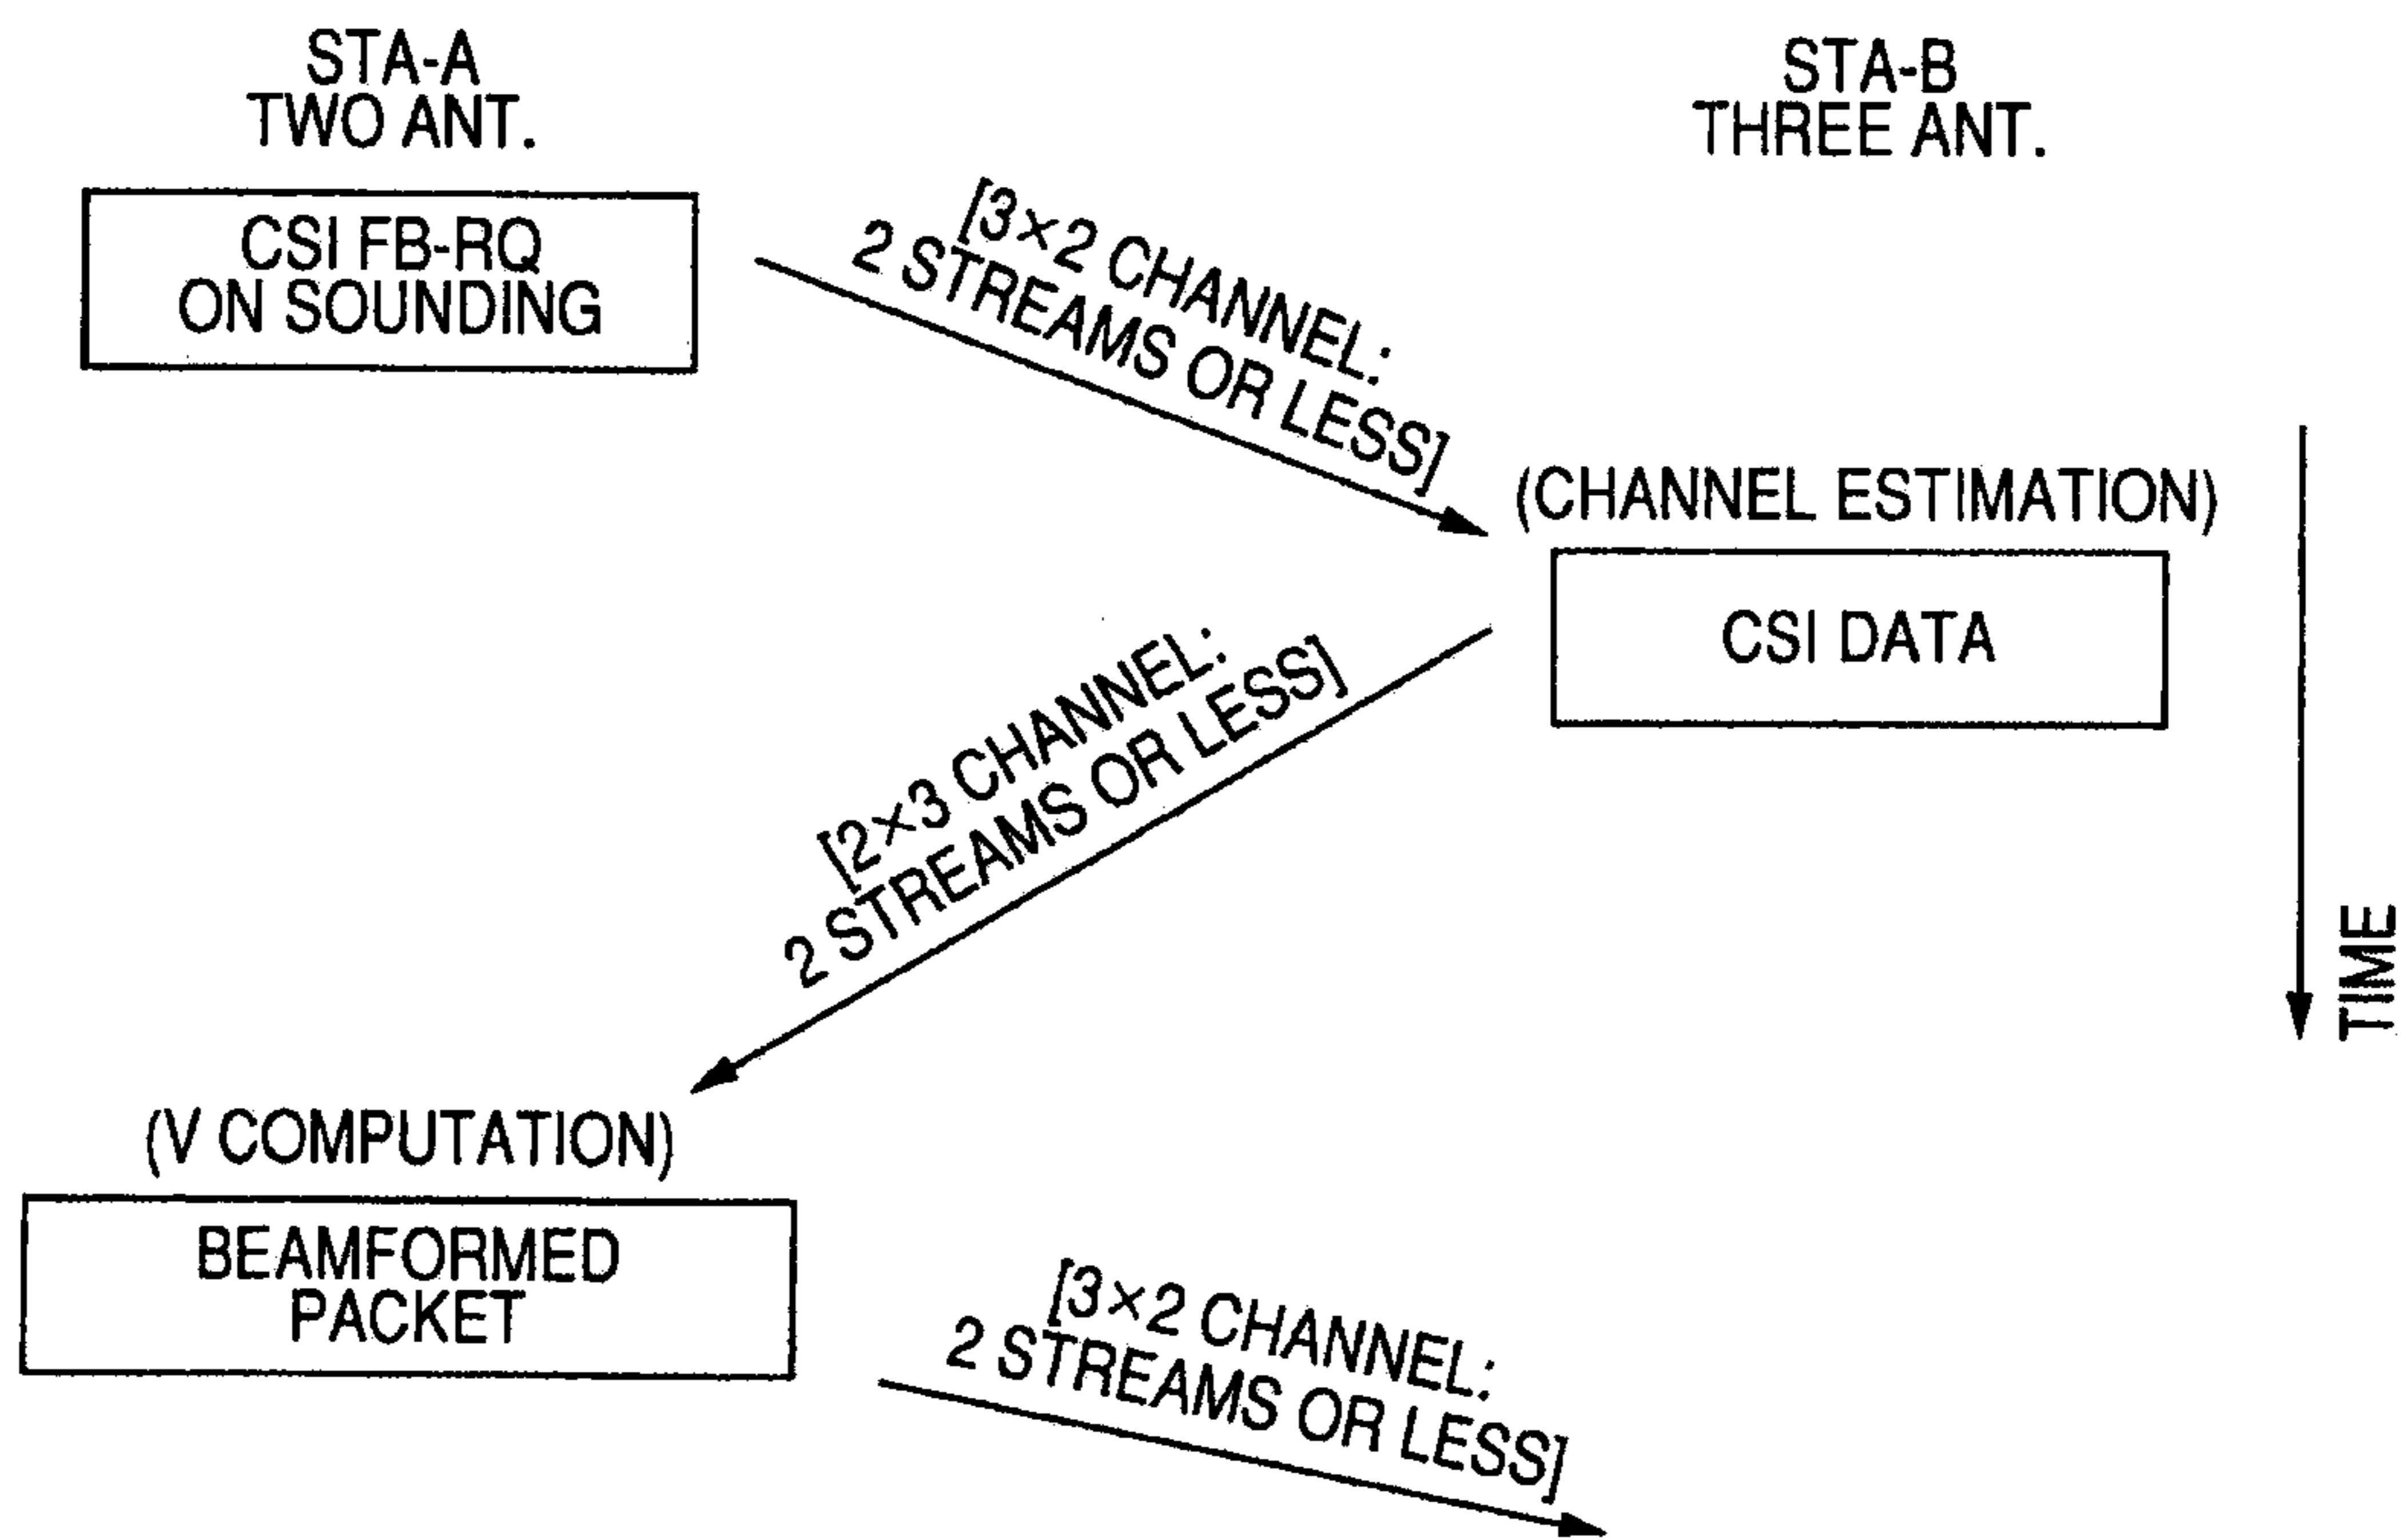 STA-A
TWO ANT.
STA-B
THREE ANT.
CSI FB-RQ
ON SOUNDING
[3×2 CHANNEL:
2 STREAMS OR LESS]
(CHANNEL ESTIMATION)
CSI DATA
[2×3 CHANNEL:
2 STREAMS OR LESS]
TIME
(V COMPUTATION)
BEAMFORMED
PACKET
[3×2 CHANNEL:
2 STREAMS OR LESS]